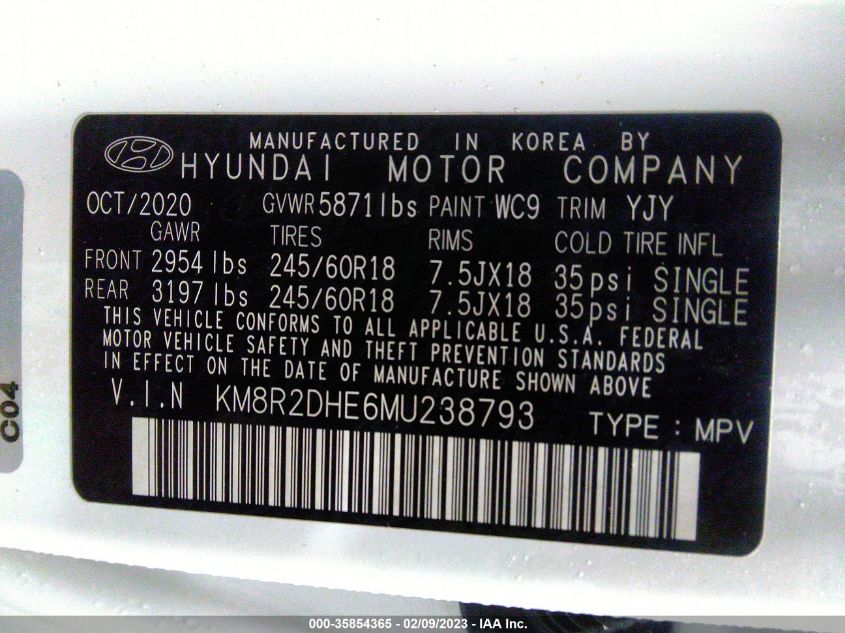 MANUFACTURED IN KOREA BY
HYUNDAI MOTOR COMPANY
OCT/2020 GVWR 5871 lbs PAINT WC9 TRIM YJY
GAWR TIRES RIMS COLD TIRE INFL
FRONT 2954 lbs 245/60R18 7.5JX18 35psi SINGLE
REAR 3197 lbs 245/60R18 7.5JX18 35psi SINGLE
THIS VEHICLE CONFORMS TO ALL APPLICABLE U.S.A. FEDERAL
MOTOR VEHICLE SAFETY AND THEFT PREVENTION STANDARDS
IN EFFECT ON THE DATE OF MANUFACTURE SHOWN ABOVE
V.I.N KM8R2DHE6MU238793 TYPE : MPV
C04
000-35854365 - 02/09/2023 - IAA Inc.